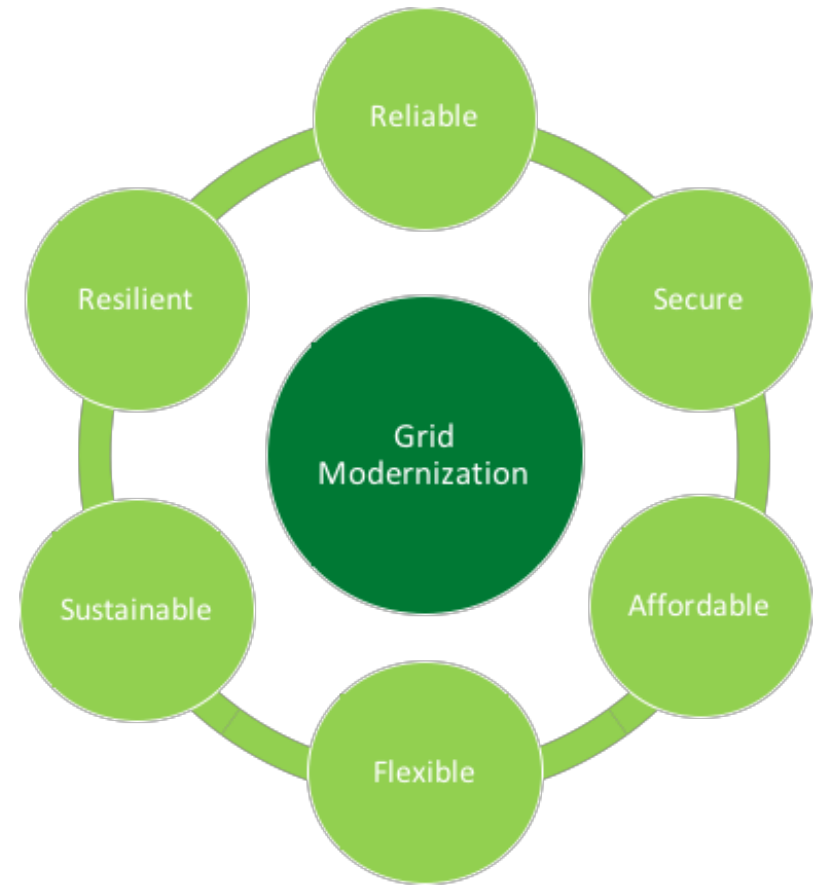 Reliable
Resilient
Secure
Grid
Modernization
Sustainable
Affordable
Flexible